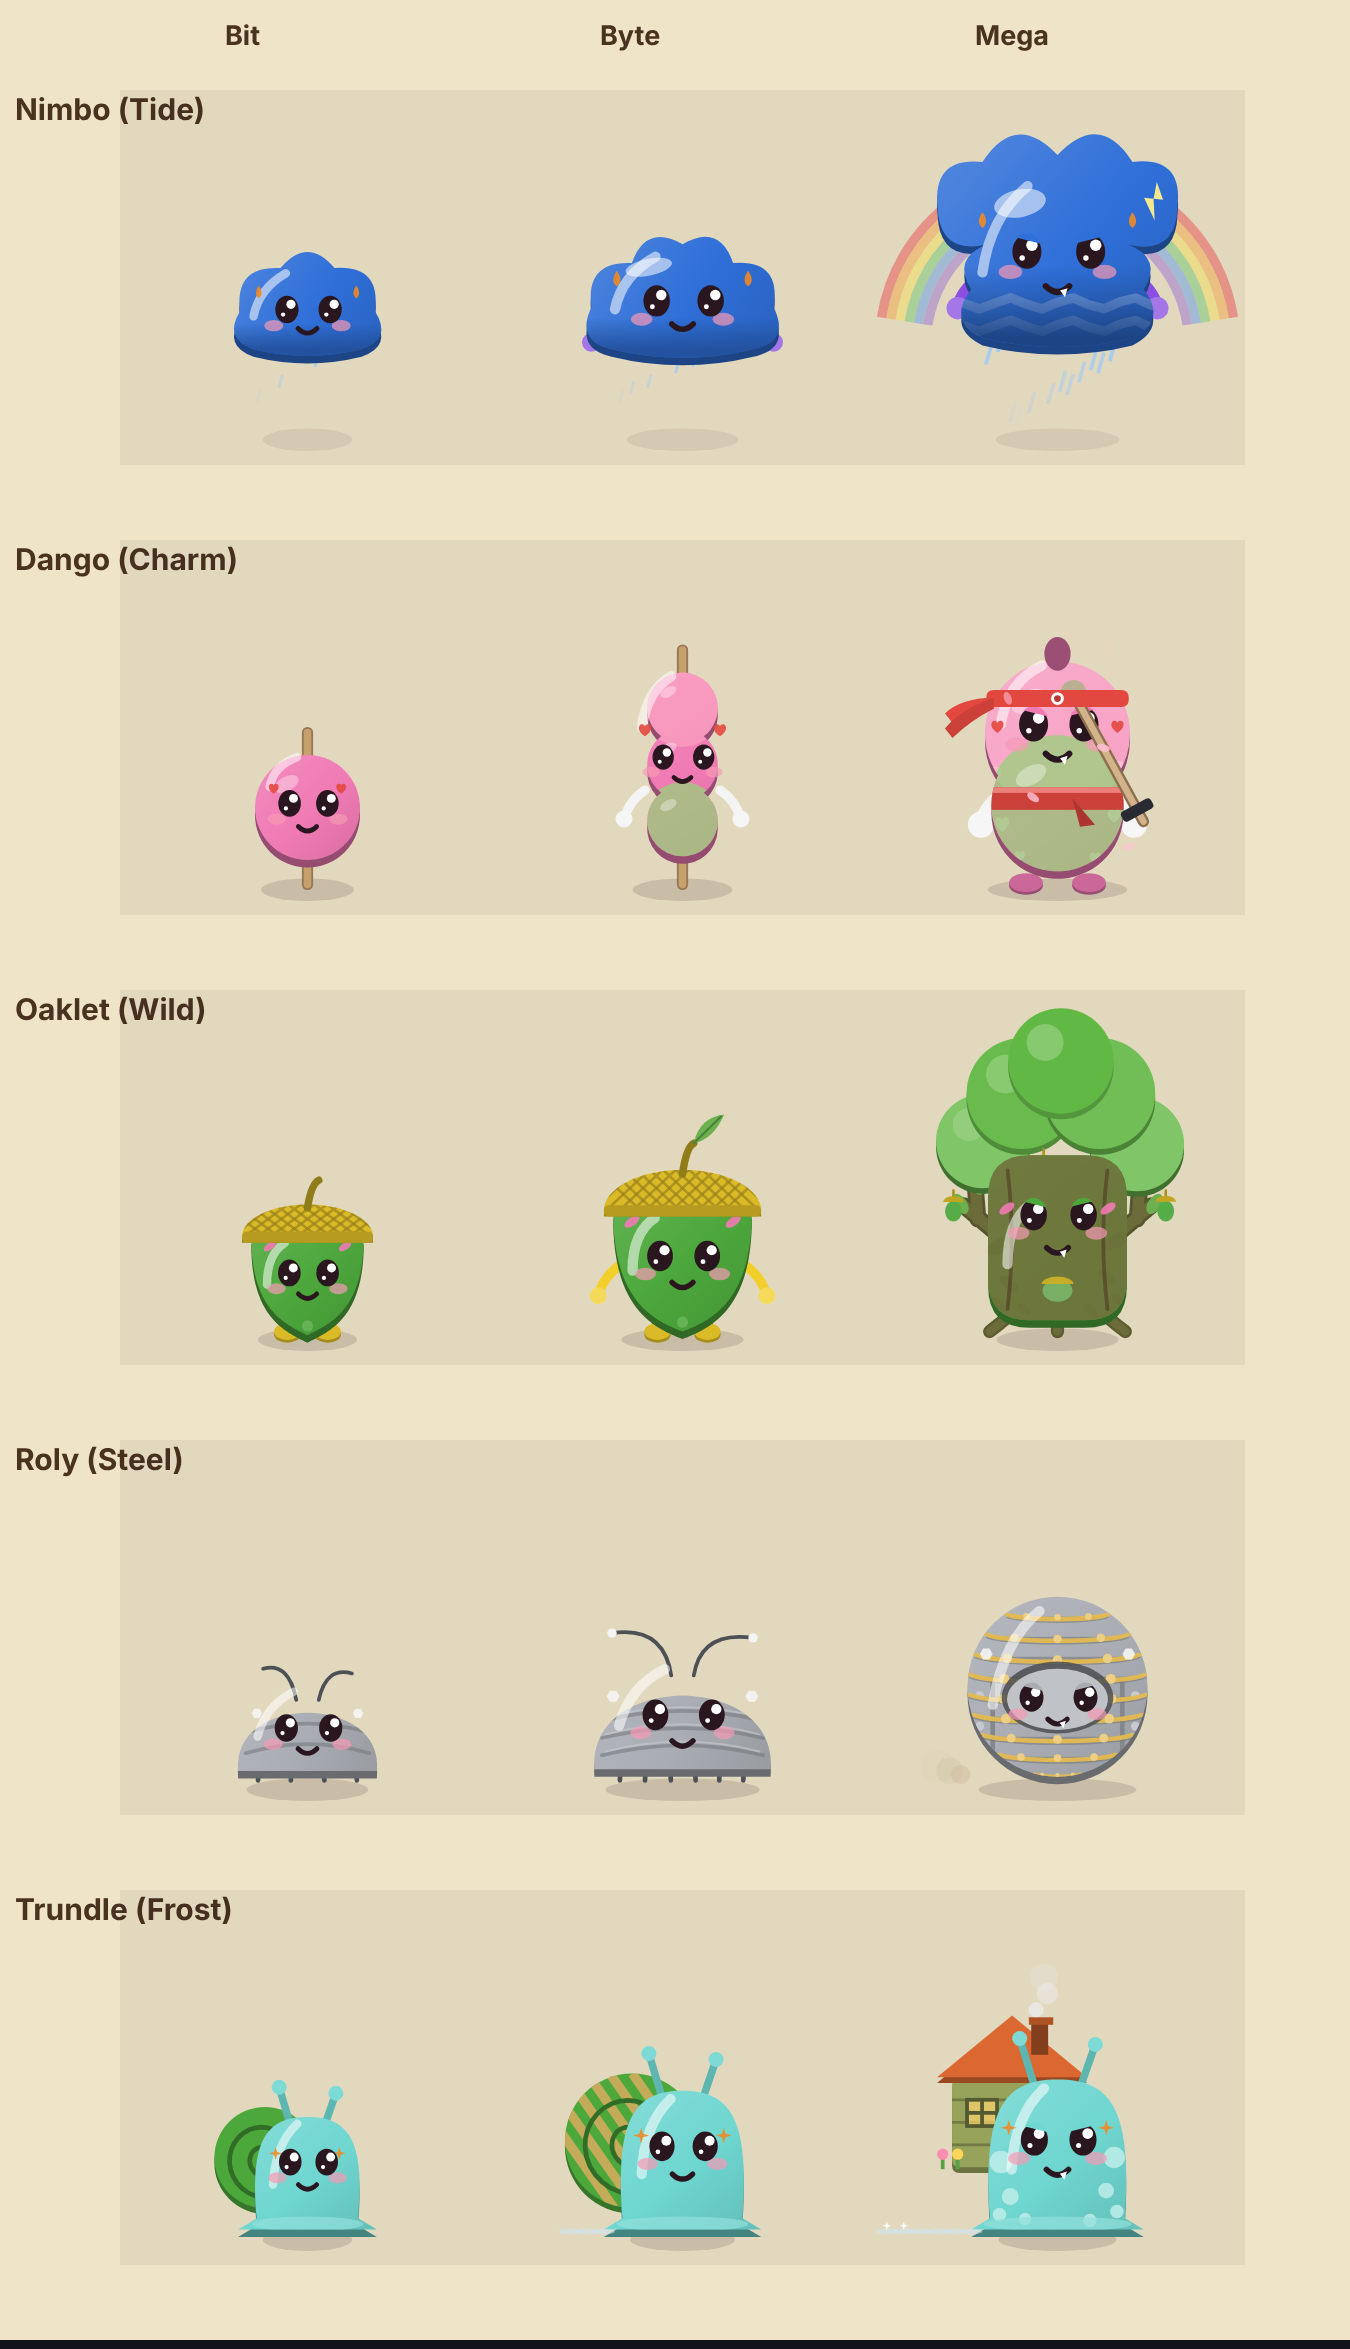 Bit Byte Mega
Nimbo (Tide)
Dango (Charm)
Oaklet (Wild)
Roly (Steel)
Trundle (Frost)